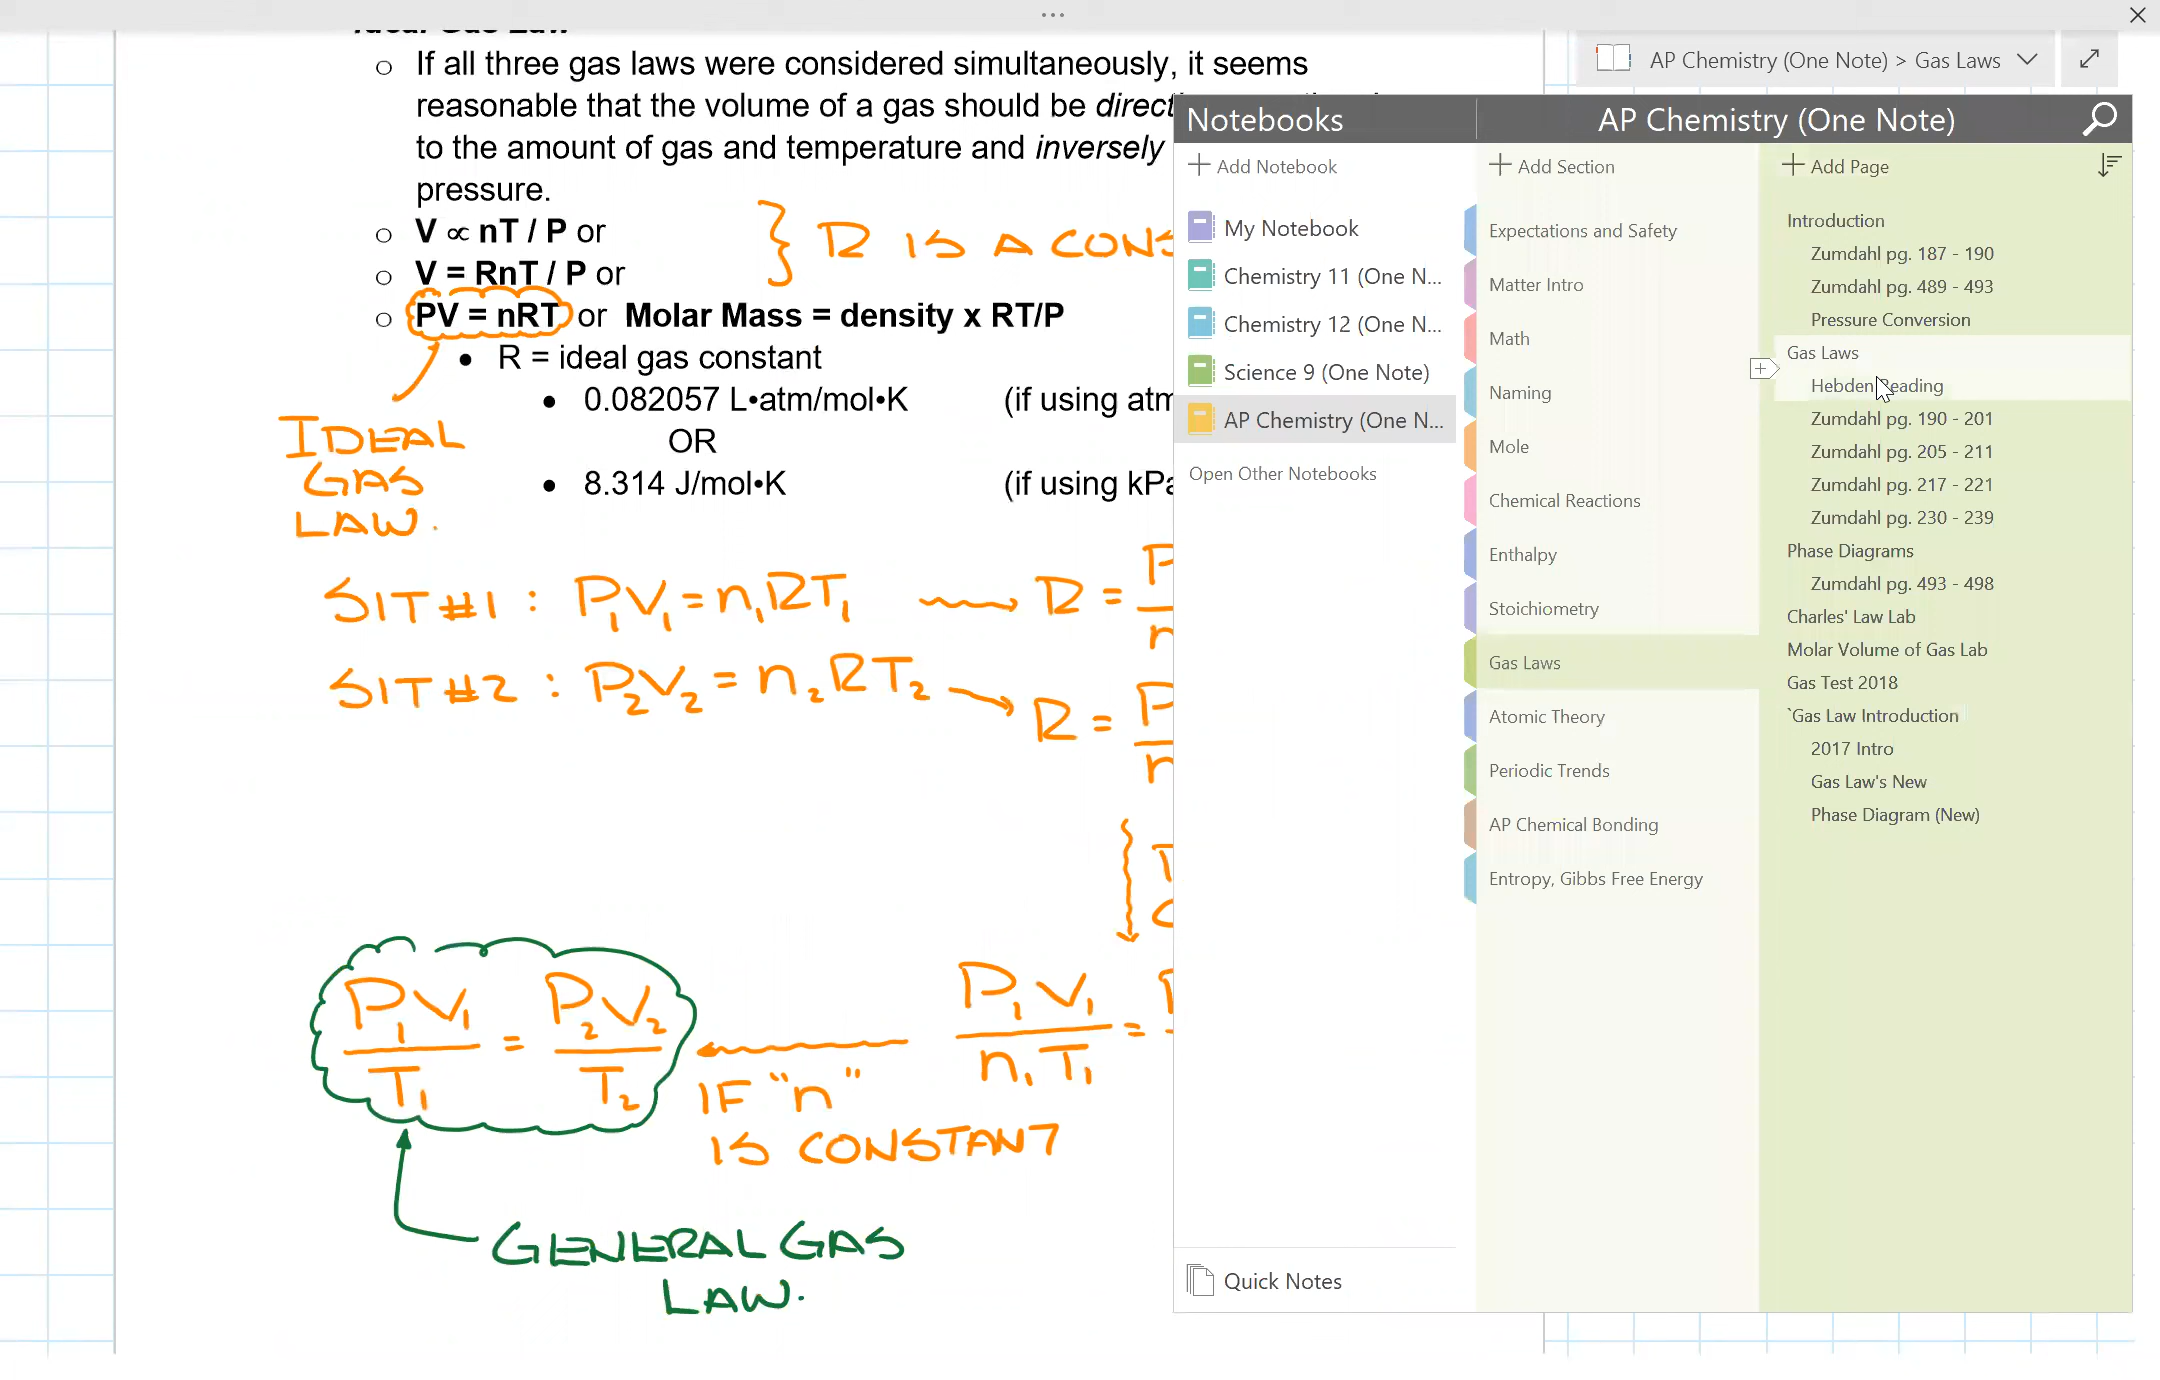 Ideal Gas Law
o If all three gas laws were considered simultaneously, it seems
reasonable that the volume of a gas should be
to the amount of gas and temperature and inversely
pressure.
o V ∝ nT / P or
o V = RnT / P or
} R IS A
o PV = nRT or Molar Mass = density x RT/P
• R = ideal gas constant
• 0.082057 L•atm/mol•K (if using atm
OR
• 8.314 J/mol•K (if using
IDEAL
GAS
LAW.
SIT #1 : P₁V₁ = n₁RT₁ → R =
SIT #2 : P₂V₂ = n₂RT₂ → R =
P₁V₁/T₁ = P₂V₂/T₂
P₁V₁/n₁T₁ =
IF "n"
IS CONSTANT
GENERAL GAS
LAW.
AP Chemistry (One Note) > Gas Laws
Notebooks
AP Chemistry (One Note)
+ Add Notebook
My Notebook
Chemistry 11 (One N...
Chemistry 12 (One N...
Science 9 (One Note)
AP Chemistry (One N...
Open Other Notebooks
Quick Notes
+ Add Section
Expectations and Safety
Matter Intro
Math
Naming
Mole
Chemical Reactions
Enthalpy
Stoichiometry
Gas Laws
Atomic Theory
Periodic Trends
AP Chemical Bonding
Entropy, Gibbs Free Energy
+ Add Page
Introduction
Zumdahl pg. 187 - 190
Zumdahl pg. 489 - 493
Pressure Conversion
Gas Laws
Hebden Reading
Zumdahl pg. 190 - 201
Zumdahl pg. 205 - 211
Zumdahl pg. 217 - 221
Zumdahl pg. 230 - 239
Phase Diagrams
Zumdahl pg. 493 - 498
Charles' Law Lab
Molar Volume of Gas Lab
Gas Test 2018
`Gas Law Introduction
2017 Intro
Gas Law's New
Phase Diagram (New)